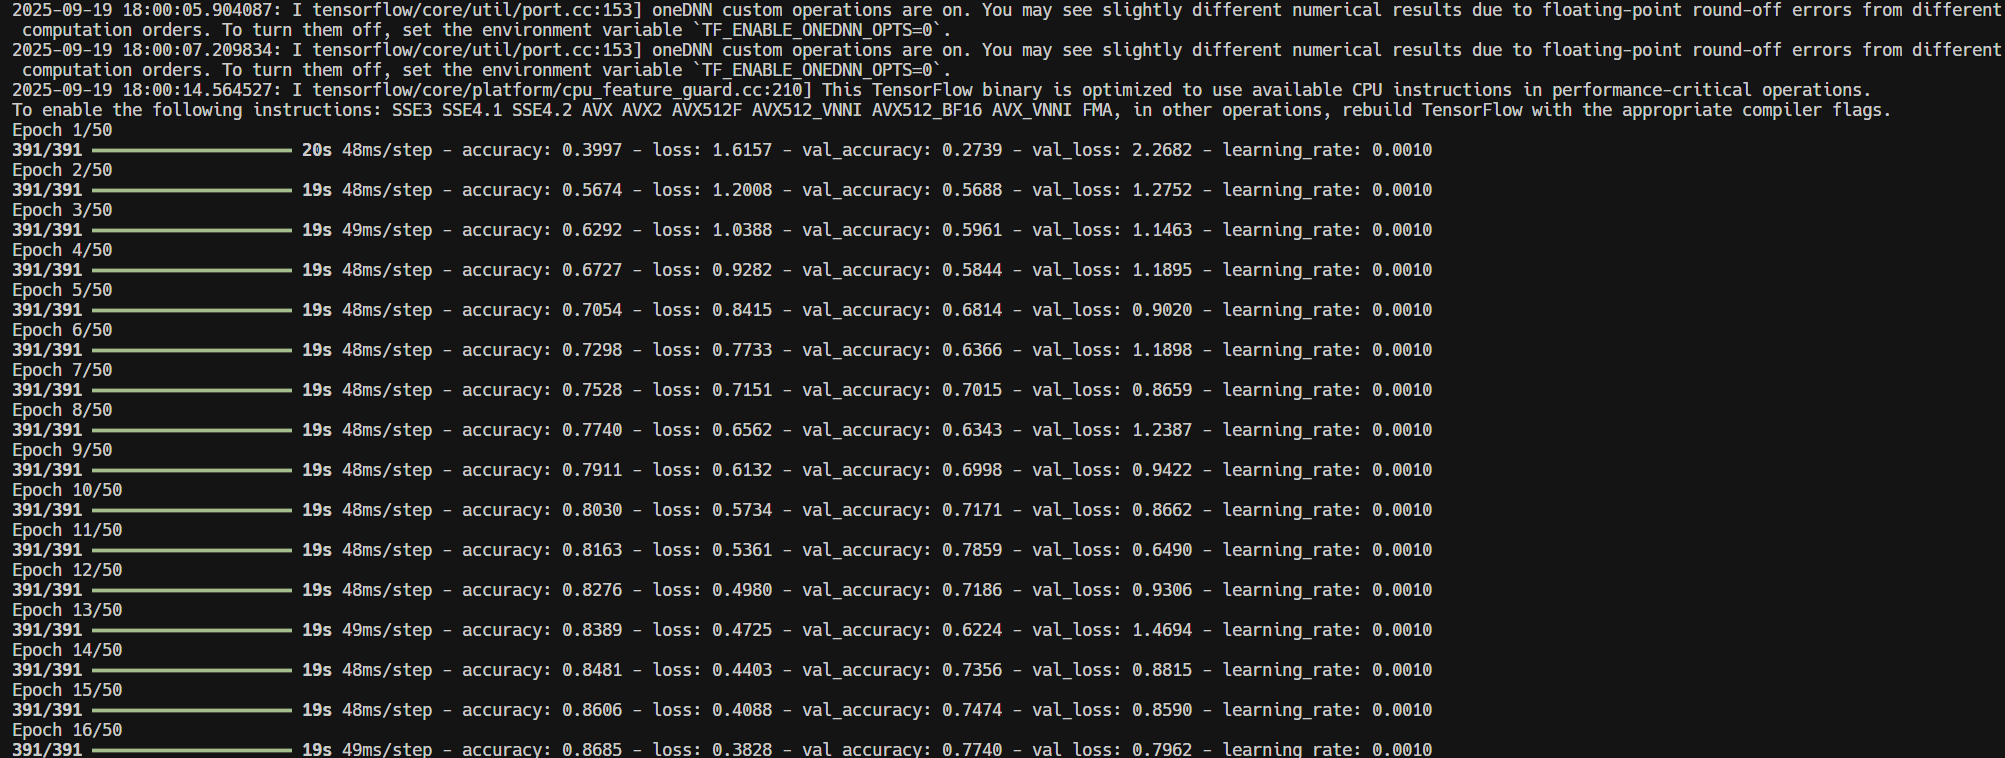 2025-09-19 18:00:05.904087: I tensorflow/core/util/port.cc:153] oneDNN custom operations are on. You may see slightly different numerical results due to floating-point round-off errors from different
computation orders. To turn them off, set the environment variable `TF_ENABLE_ONEDNN_OPTS=0`.
2025-09-19 18:00:07.209834: I tensorflow/core/util/port.cc:153] oneDNN custom operations are on. You may see slightly different numerical results due to floating-point round-off errors from different
computation orders. To turn them off, set the environment variable `TF_ENABLE_ONEDNN_OPTS=0`.
2025-09-19 18:00:14.564527: I tensorflow/core/platform/cpu_feature_guard.cc:210] This TensorFlow binary is optimized to use available CPU instructions in performance-critical operations.
To enable the following instructions: SSE3 SSE4.1 SSE4.2 AVX AVX2 AVX512F AVX512_VNNI AVX512_BF16 AVX_VNNI FMA, in other operations, rebuild TensorFlow with the appropriate compiler flags.
Epoch 1/50
391/391 20s 48ms/step - accuracy: 0.3997 - loss: 1.6157 - val_accuracy: 0.2739 - val_loss: 2.2682 - learning_rate: 0.0010
Epoch 2/50
391/391 19s 48ms/step - accuracy: 0.5674 - loss: 1.2008 - val_accuracy: 0.5688 - val_loss: 1.2752 - learning_rate: 0.0010
Epoch 3/50
391/391 19s 49ms/step - accuracy: 0.6292 - loss: 1.0388 - val_accuracy: 0.5961 - val_loss: 1.1463 - learning_rate: 0.0010
Epoch 4/50
391/391 19s 48ms/step - accuracy: 0.6727 - loss: 0.9282 - val_accuracy: 0.5844 - val_loss: 1.1895 - learning_rate: 0.0010
Epoch 5/50
391/391 19s 48ms/step - accuracy: 0.7054 - loss: 0.8415 - val_accuracy: 0.6814 - val_loss: 0.9020 - learning_rate: 0.0010
Epoch 6/50
391/391 19s 48ms/step - accuracy: 0.7298 - loss: 0.7733 - val_accuracy: 0.6366 - val_loss: 1.1898 - learning_rate: 0.0010
Epoch 7/50
391/391 19s 48ms/step - accuracy: 0.7528 - loss: 0.7151 - val_accuracy: 0.7015 - val_loss: 0.8659 - learning_rate: 0.0010
Epoch 8/50
391/391 19s 48ms/step - accuracy: 0.7740 - loss: 0.6562 - val_accuracy: 0.6343 - val_loss: 1.2387 - learning_rate: 0.0010
Epoch 9/50
391/391 19s 48ms/step - accuracy: 0.7911 - loss: 0.6132 - val_accuracy: 0.6998 - val_loss: 0.9422 - learning_rate: 0.0010
Epoch 10/50
391/391 19s 48ms/step - accuracy: 0.8030 - loss: 0.5734 - val_accuracy: 0.7171 - val_loss: 0.8662 - learning_rate: 0.0010
Epoch 11/50
391/391 19s 48ms/step - accuracy: 0.8163 - loss: 0.5361 - val_accuracy: 0.7859 - val_loss: 0.6490 - learning_rate: 0.0010
Epoch 12/50
391/391 19s 48ms/step - accuracy: 0.8276 - loss: 0.4980 - val_accuracy: 0.7186 - val_loss: 0.9306 - learning_rate: 0.0010
Epoch 13/50
391/391 19s 49ms/step - accuracy: 0.8389 - loss: 0.4725 - val_accuracy: 0.6224 - val_loss: 1.4694 - learning_rate: 0.0010
Epoch 14/50
391/391 19s 48ms/step - accuracy: 0.8481 - loss: 0.4403 - val_accuracy: 0.7356 - val_loss: 0.8815 - learning_rate: 0.0010
Epoch 15/50
391/391 19s 48ms/step - accuracy: 0.8606 - loss: 0.4088 - val_accuracy: 0.7474 - val_loss: 0.8590 - learning_rate: 0.0010
Epoch 16/50
391/391 19s 49ms/step - accuracy: 0.8685 - loss: 0.3828 - val_accuracy: 0.7740 - val_loss: 0.7962 - learning_rate: 0.0010